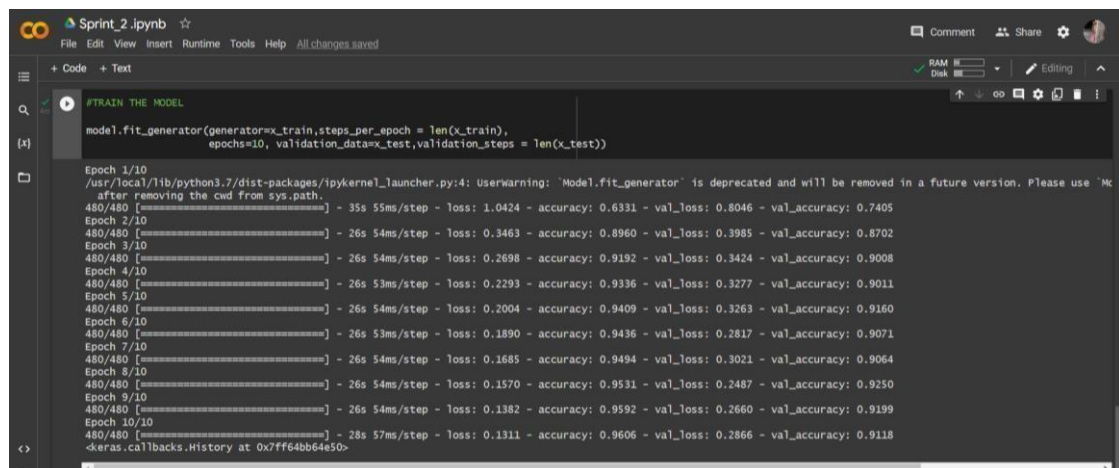 CO
Sprint_2 .ipynb
Comment Share
File Edit View Insert Runtime Tools Help All changes saved
+ Code + Text
RAM
Disk
Editing
#TRAIN THE MODEL
{x}
model.fit_generator(generator=x_train,steps_per_epoch = len(x_train),
epochs=10, validation_data=x_test,validation_steps = len(x_test))
Epoch 1/10
/usr/local/lib/python3.7/dist-packages/ipykernel_launcher.py:4: UserWarning: `Model.fit_generator` is deprecated and will be removed in a future version. Please use `Mo
after removing the cwd from sys.path.
480/480 [==============================] - 35s 55ms/step - loss: 1.0424 - accuracy: 0.6331 - val_loss: 0.8046 - val_accuracy: 0.7405
Epoch 2/10
480/480 [==============================] - 26s 54ms/step - loss: 0.3463 - accuracy: 0.8960 - val_loss: 0.3985 - val_accuracy: 0.8702
Epoch 3/10
480/480 [==============================] - 26s 54ms/step - loss: 0.2698 - accuracy: 0.9192 - val_loss: 0.3424 - val_accuracy: 0.9008
Epoch 4/10
480/480 [==============================] - 26s 53ms/step - loss: 0.2293 - accuracy: 0.9336 - val_loss: 0.3277 - val_accuracy: 0.9011
Epoch 5/10
480/480 [==============================] - 26s 54ms/step - loss: 0.2004 - accuracy: 0.9409 - val_loss: 0.3263 - val_accuracy: 0.9160
Epoch 6/10
480/480 [==============================] - 26s 53ms/step - loss: 0.1890 - accuracy: 0.9436 - val_loss: 0.2817 - val_accuracy: 0.9071
Epoch 7/10
480/480 [==============================] - 26s 54ms/step - loss: 0.1685 - accuracy: 0.9494 - val_loss: 0.3021 - val_accuracy: 0.9064
Epoch 8/10
480/480 [==============================] - 26s 54ms/step - loss: 0.1570 - accuracy: 0.9531 - val_loss: 0.2487 - val_accuracy: 0.9250
Epoch 9/10
480/480 [==============================] - 26s 54ms/step - loss: 0.1382 - accuracy: 0.9592 - val_loss: 0.2660 - val_accuracy: 0.9199
Epoch 10/10
480/480 [==============================] - 28s 57ms/step - loss: 0.1311 - accuracy: 0.9606 - val_loss: 0.2866 - val_accuracy: 0.9118
<keras.callbacks.History at 0x7ff64bb64e50>